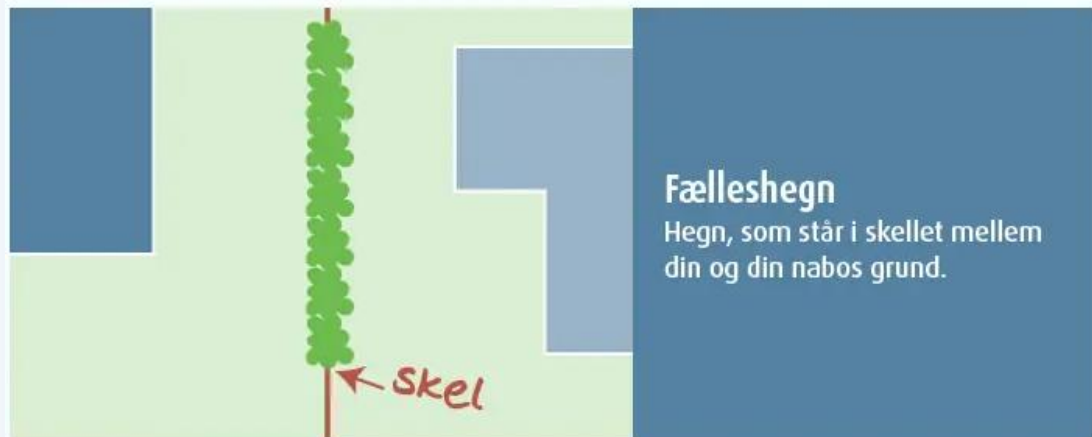 Fælleshegn
Hegn, som står i skellet mellem
din og din nabos grund.
skel